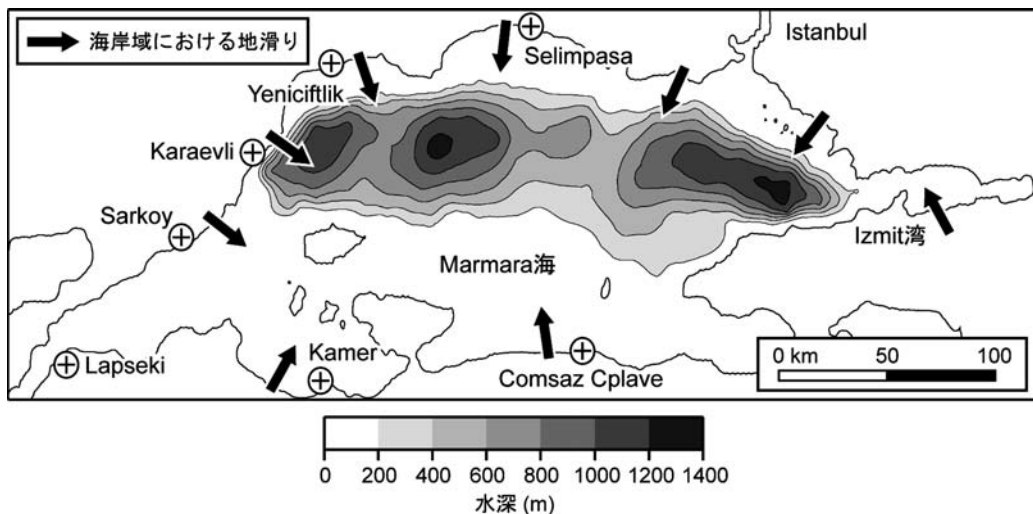 海岸域における地滑り
Istanbul
Selimpasa
Yeniciftlik
Karaevli
Sarkoy
Izmit湾
Marmara海
Lapseki
Kamer
Comsaz Cplave
0 km 50 100
0 200 400 600 800 1000 1200 1400
水深 (m)